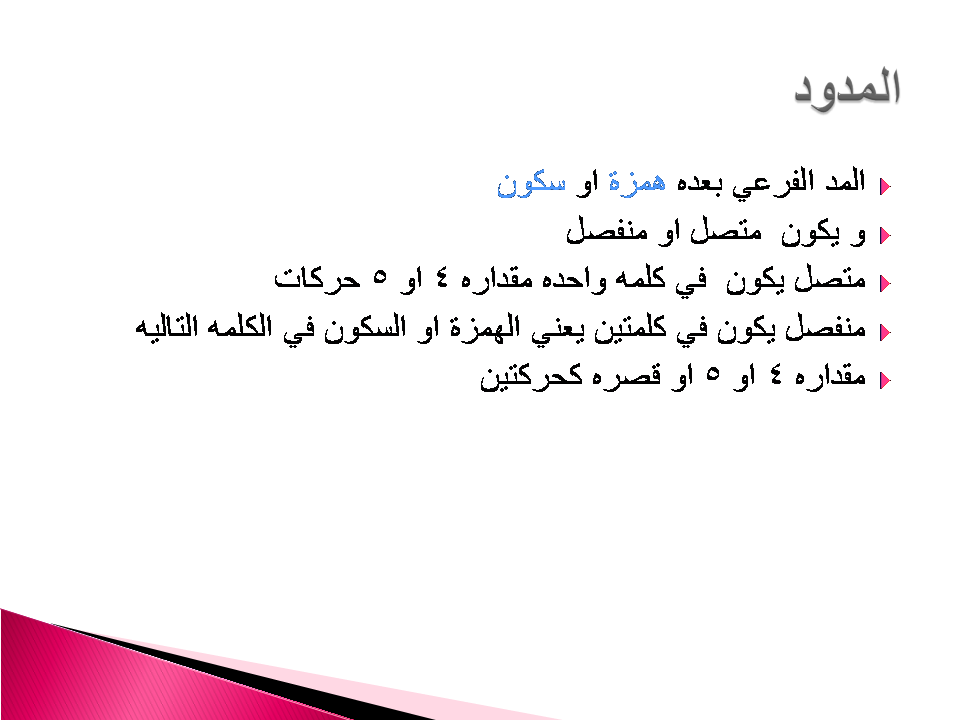 المدود
المد الفرعي بعده همزة او سكون
و يكون متصل او منفصل
متصل يكون في كلمه واحده مقداره ٤ او ٥ حركات
منفصل يكون في كلمتين يعني الهمزة او السكون في الكلمه التاليه
مقداره ٤ او ٥ او قصره كحركتين